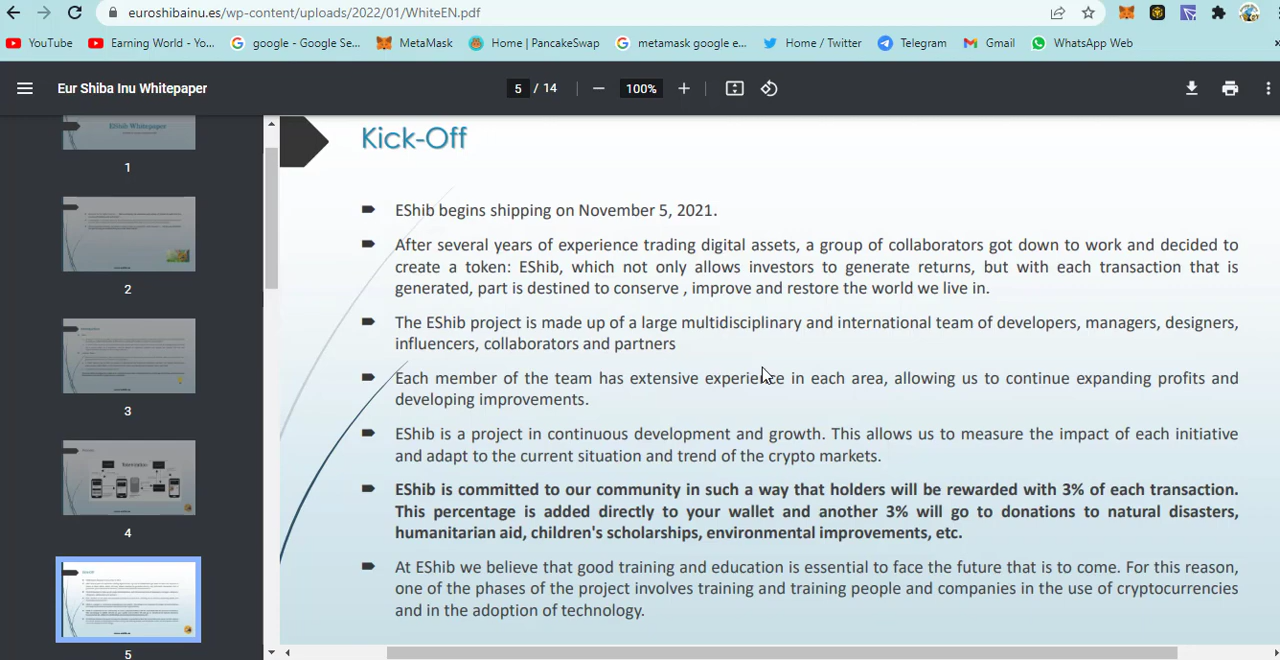 euroshibainu.es/wp-content/uploads/2022/01/WhiteEN.pdf
YouTube
Earning World - Yo...
google - Google Se...
MetaMask
Home | PancakeSwap
metamask google e...
Home / Twitter
Telegram
Gmail
WhatsApp Web
Eur Shiba Inu Whitepaper
5 / 14
100%
EShib Whitepaper
1
2
3
4
5
Kick-Off
EShib begins shipping on November 5, 2021.
After several years of experience trading digital assets, a group of collaborators got down to work and decided to
create a token: EShib, which not only allows investors to generate returns, but with each transaction that is
generated, part is destined to conserve , improve and restore the world we live in.
The EShib project is made up of a large multidisciplinary and international team of developers, managers, designers,
influencers, collaborators and partners
Each member of the team has extensive experience in each area, allowing us to continue expanding profits and
developing improvements.
EShib is a project in continuous development and growth. This allows us to measure the impact of each initiative
and adapt to the current situation and trend of the crypto markets.
EShib is committed to our community in such a way that holders will be rewarded with 3% of each transaction.
This percentage is added directly to your wallet and another 3% will go to donations to natural disasters,
humanitarian aid, children's scholarships, environmental improvements, etc.
At EShib we believe that good training and education is essential to face the future that is to come. For this reason,
one of the phases of the project involves training and training people and companies in the use of cryptocurrencies
and in the adoption of technology.